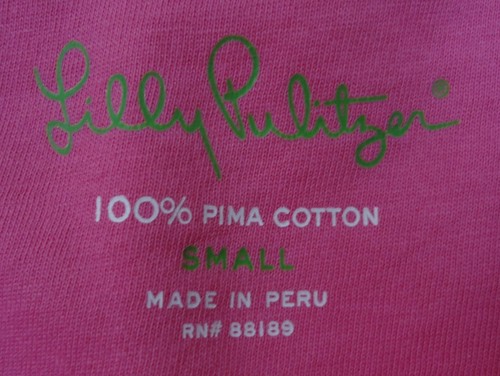 Lilly Pulitzer®
100% PIMA COTTON
SMALL
MADE IN PERU
RN# 88189